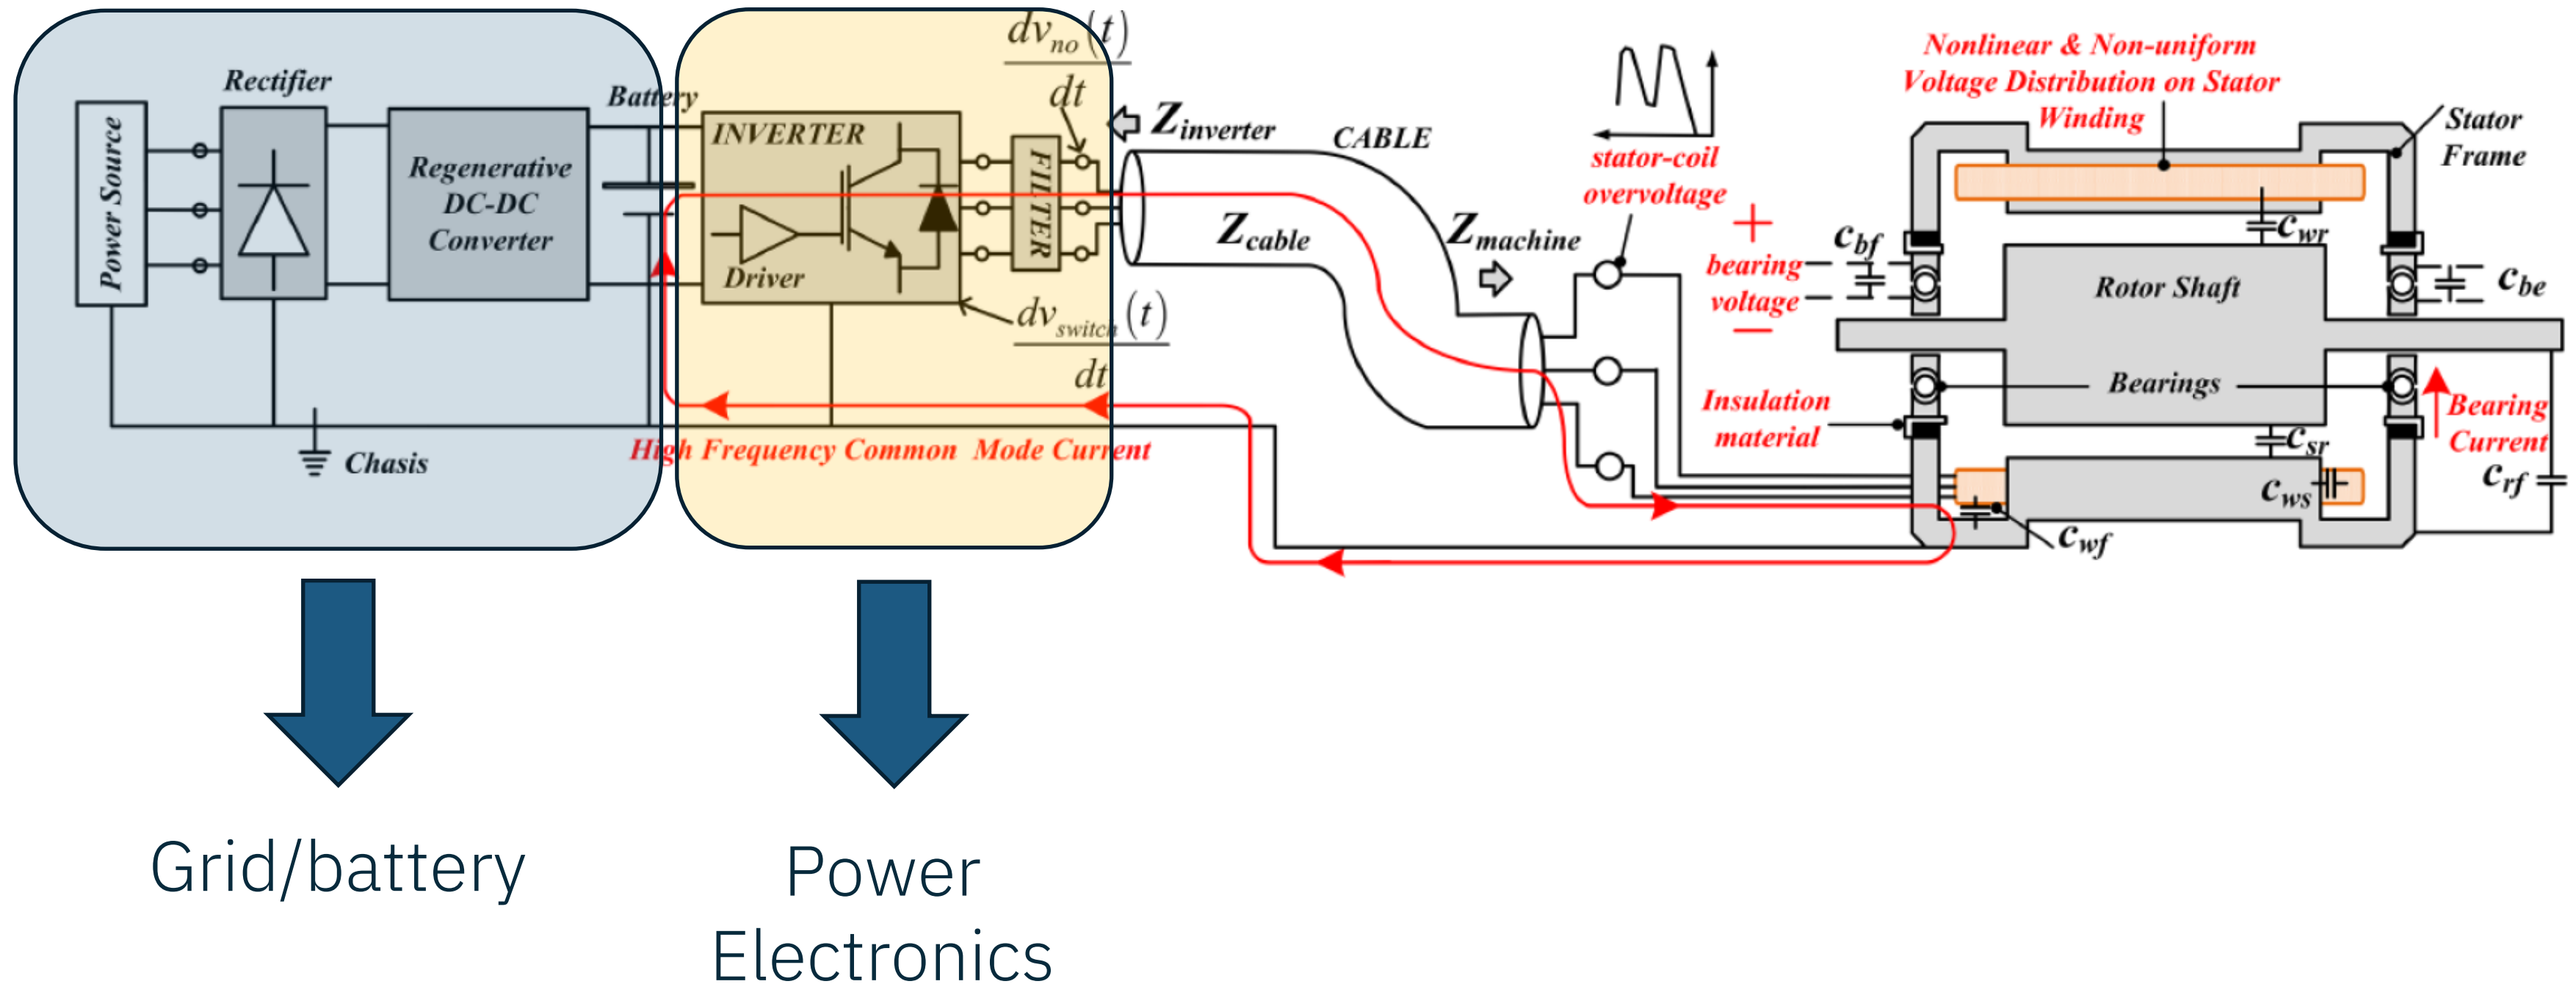 Power Source
Rectifier
Regenerative
DC-DC
Converter
Battery
Chasis
INVERTER
Driver
FILTER
dv_no(t)
dt
dv_switch(t)
dt
High Frequency Common Mode Current
Z_inverter
CABLE
Z_cable
Z_machine
stator-coil
overvoltage
+
bearing
voltage
−
Insulation
material
Nonlinear & Non-uniform
Voltage Distribution on Stator
Winding
Stator
Frame
c_bf
c_wr
c_be
Rotor Shaft
Bearings
Bearing
Current
c_sr
c_ws
c_rf
c_wf
Grid/battery
Power
Electronics